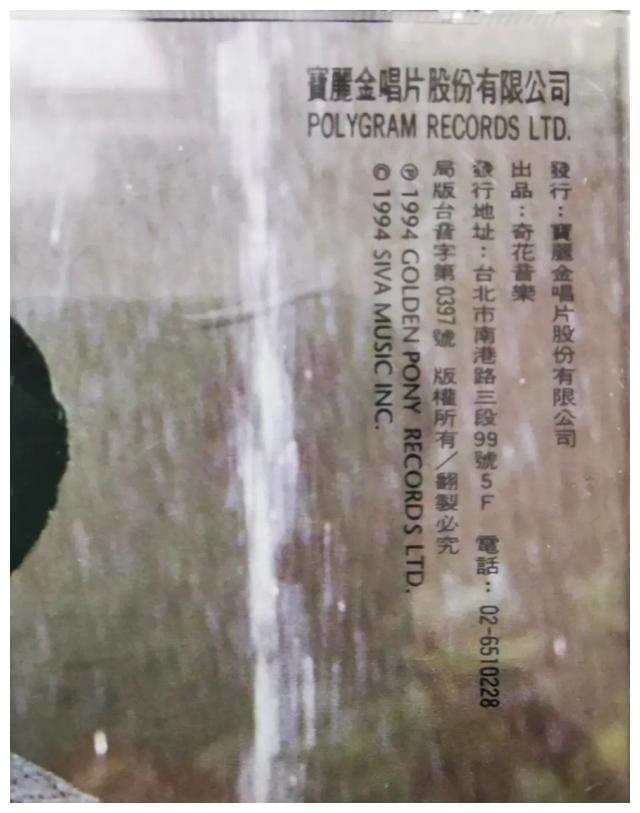 寶麗金唱片股份有限公司
POLYGRAM RECORDS LTD.
發行：寶麗金唱片股份有限公司
出品：奇花音樂
發行地址：台北市南港路三段99號5F 電話：02-6510228
局版台音字第0397號 版權所有／翻製必究
℗ 1994 GOLDEN PONY RECORDS LTD.
© 1994 SIVA MUSIC INC.